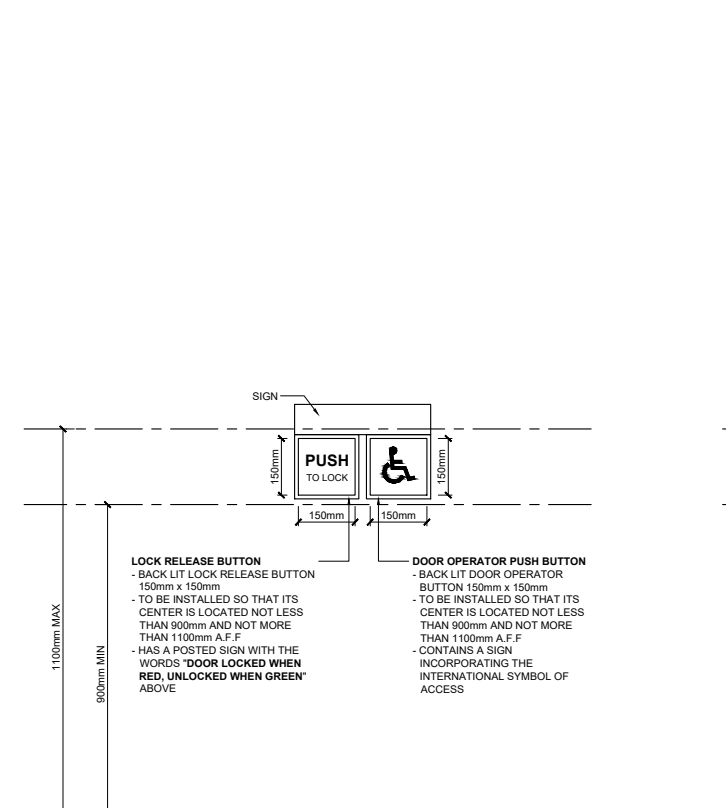 SIGN
150mm
PUSH
TO LOCK
150mm
150mm
150mm
LOCK RELEASE BUTTON
- BACK LIT LOCK RELEASE BUTTON
150mm x 150mm
- TO BE INSTALLED SO THAT ITS
CENTER IS LOCATED NOT LESS
THAN 900mm AND NOT MORE
THAN 1100mm A.F.F
- HAS A POSTED SIGN WITH THE
WORDS "DOOR LOCKED WHEN
RED, UNLOCKED WHEN GREEN"
ABOVE
DOOR OPERATOR PUSH BUTTON
- BACK LIT DOOR OPERATOR
BUTTON 150mm x 150mm
- TO BE INSTALLED SO THAT ITS
CENTER IS LOCATED NOT LESS
THAN 900mm AND NOT MORE
THAN 1100mm A.F.F
- CONTAINS A SIGN
INCORPORATING THE
INTERNATIONAL SYMBOL OF
ACCESS
1100mm MAX
900mm MIN